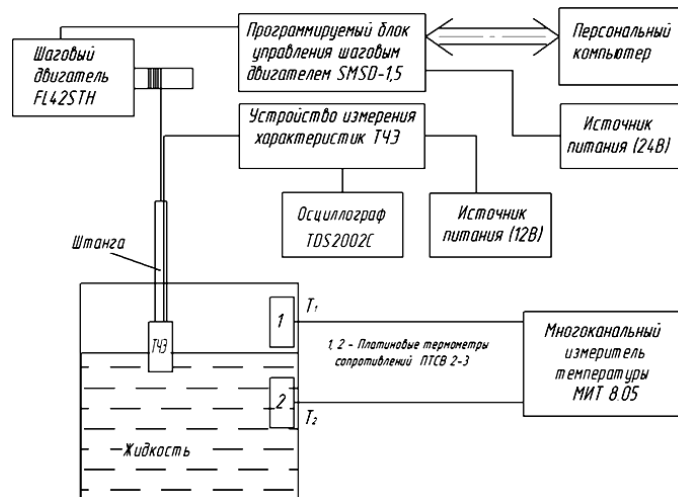 Шаговый
двигатель
FL42STH
Программируемый блок
управления шаговым
двигателем SMSD-1,5
Персональный
компьютер
Устройство измерения
характеристик ТЧЭ
Источник
питания (24В)
Осциллограф
TDS2002C
Источник
питания (12В)
Штанга
ТЧЭ
1
T₁
1, 2 - Платиновые термометры
сопротивлений ПТСВ 2-3
2
T₂
Многоканальный
измеритель
температуры
МИТ 8.05
Жидкость